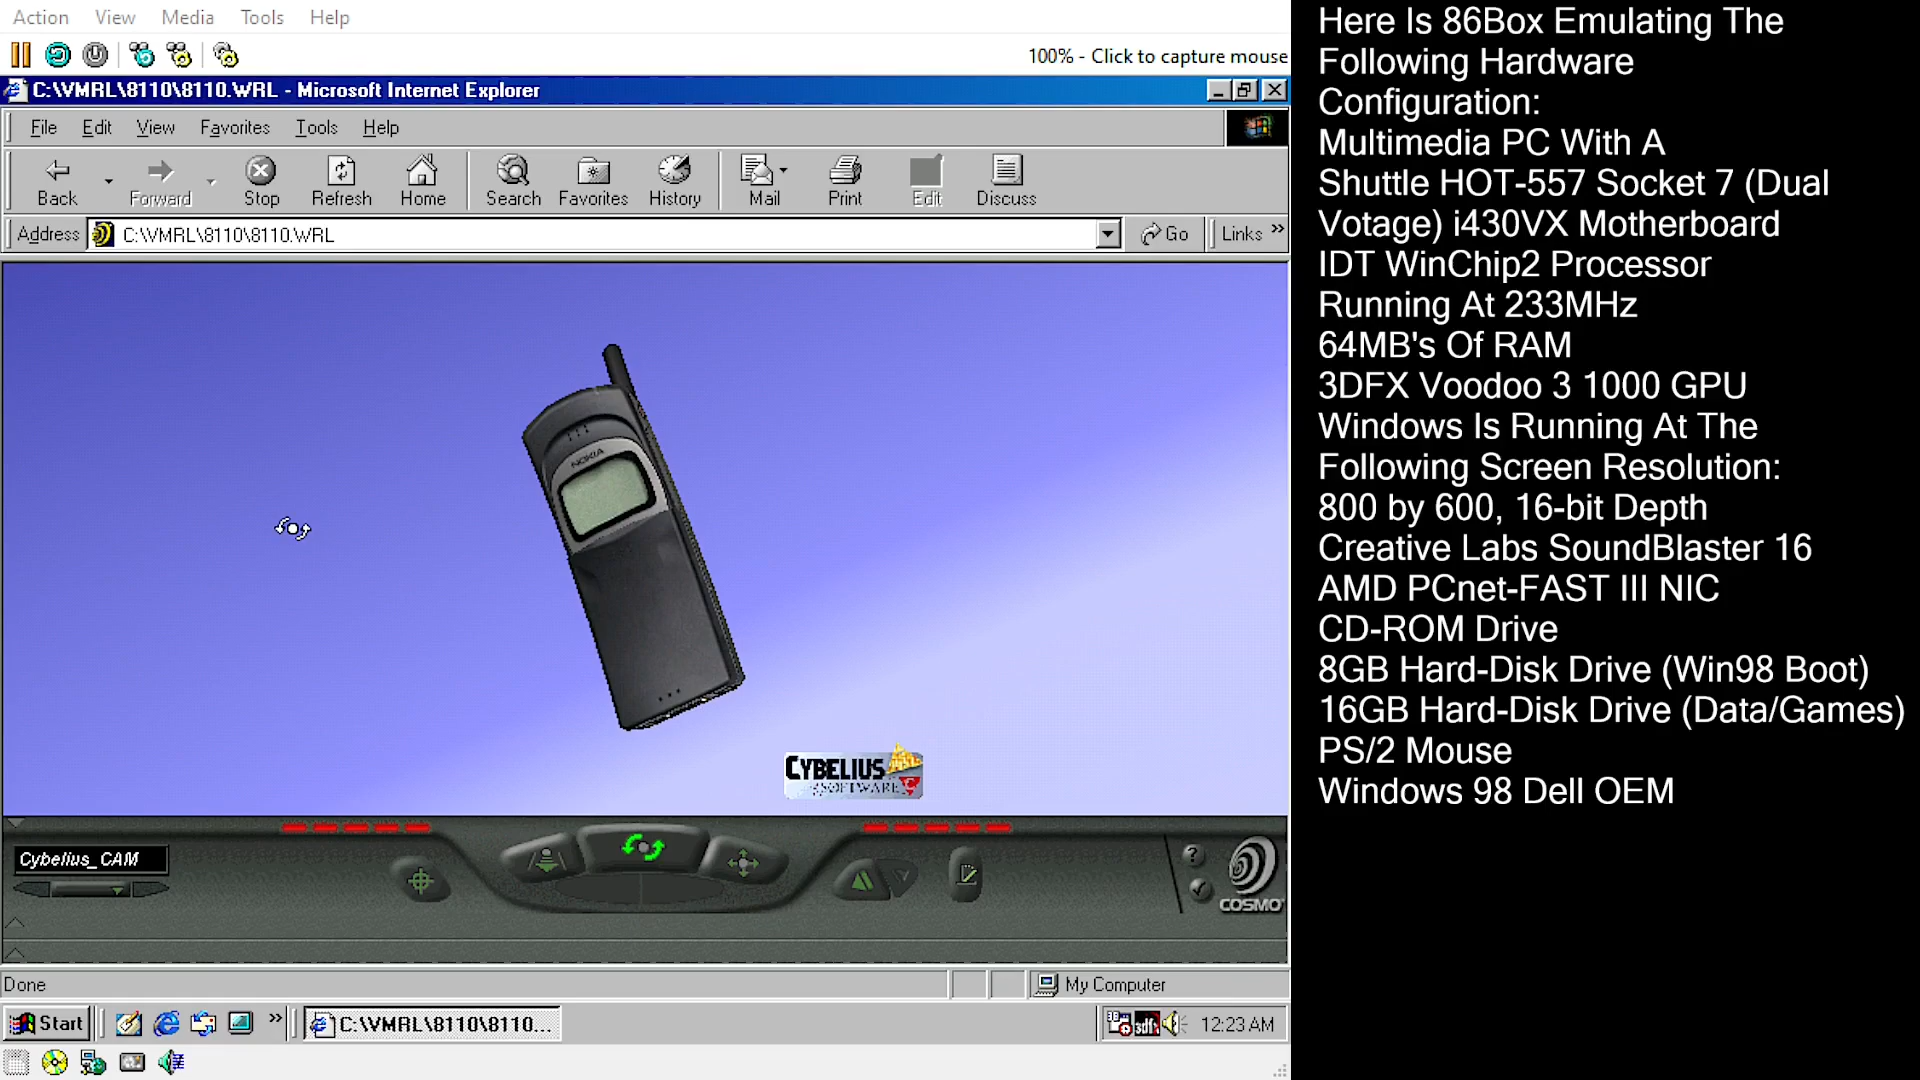 Action View Media Tools Help
100% - Click to capture mouse
C:\VMRL\8110\8110.WRL - Microsoft Internet Explorer
File Edit View Favorites Tools Help
Back Forward Stop Refresh Home Search Favorites History Mail Print Edit Discuss
Address C:\VMRL\8110\8110.WRL Go Links »
NOKIA
CYBELIUS
SOFTWARE
Cybelius_CAM
?
COSMO
Done My Computer
Start » C:\VMRL\8110\8110... 3dfx 12:23 AM
Here Is 86Box Emulating The
Following Hardware
Configuration:
Multimedia PC With A
Shuttle HOT-557 Socket 7 (Dual
Votage) i430VX Motherboard
IDT WinChip2 Processor
Running At 233MHz
64MB's Of RAM
3DFX Voodoo 3 1000 GPU
Windows Is Running At The
Following Screen Resolution:
800 by 600, 16-bit Depth
Creative Labs SoundBlaster 16
AMD PCnet-FAST III NIC
CD-ROM Drive
8GB Hard-Disk Drive (Win98 Boot)
16GB Hard-Disk Drive (Data/Games)
PS/2 Mouse
Windows 98 Dell OEM